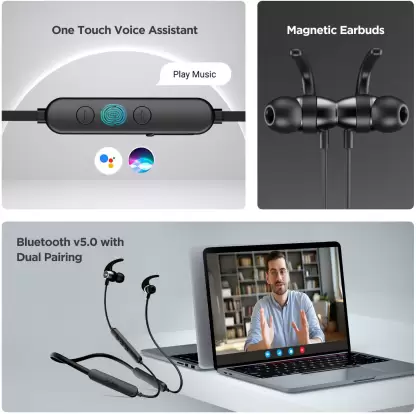 One Touch Voice Assistant
Play Music
Magnetic Earbuds
Bluetooth v5.0 with
Dual Pairing